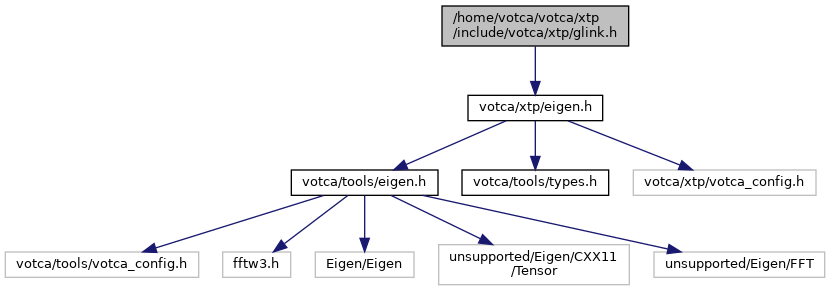 /home/votca/votca/xtp
/include/votca/xtp/glink.h
votca/xtp/eigen.h
votca/tools/eigen.h
votca/tools/types.h
votca/xtp/votca_config.h
votca/tools/votca_config.h
fftw3.h
Eigen/Eigen
unsupported/Eigen/CXX11
/Tensor
unsupported/Eigen/FFT